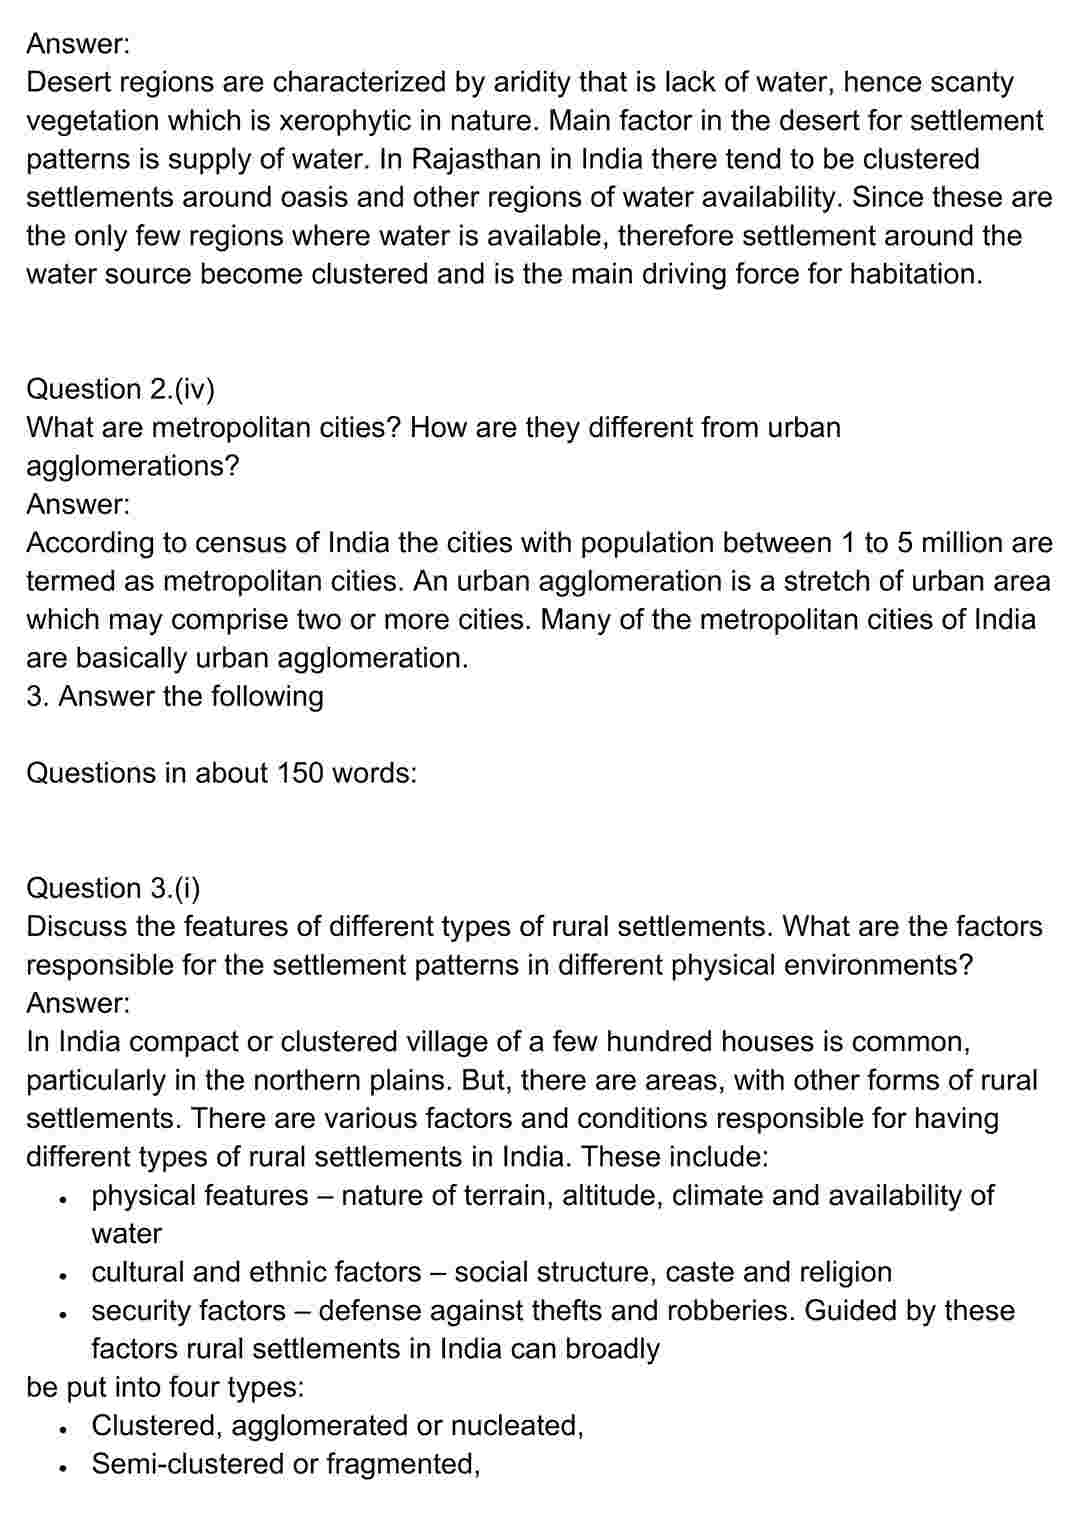 Answer:
Desert regions are characterized by aridity that is lack of water, hence scanty
vegetation which is xerophytic in nature. Main factor in the desert for settlement
patterns is supply of water. In Rajasthan in India there tend to be clustered
settlements around oasis and other regions of water availability. Since these are
the only few regions where water is available, therefore settlement around the
water source become clustered and is the main driving force for habitation.
Question 2.(iv)
What are metropolitan cities? How are they different from urban
agglomerations?
Answer:
According to census of India the cities with population between 1 to 5 million are
termed as metropolitan cities. An urban agglomeration is a stretch of urban area
which may comprise two or more cities. Many of the metropolitan cities of India
are basically urban agglomeration.
3. Answer the following
Questions in about 150 words:
Question 3.(i)
Discuss the features of different types of rural settlements. What are the factors
responsible for the settlement patterns in different physical environments?
Answer:
In India compact or clustered village of a few hundred houses is common,
particularly in the northern plains. But, there are areas, with other forms of rural
settlements. There are various factors and conditions responsible for having
different types of rural settlements in India. These include:
• physical features – nature of terrain, altitude, climate and availability of
water
• cultural and ethnic factors – social structure, caste and religion
• security factors – defense against thefts and robberies. Guided by these
factors rural settlements in India can broadly
be put into four types:
• Clustered, agglomerated or nucleated,
• Semi-clustered or fragmented,